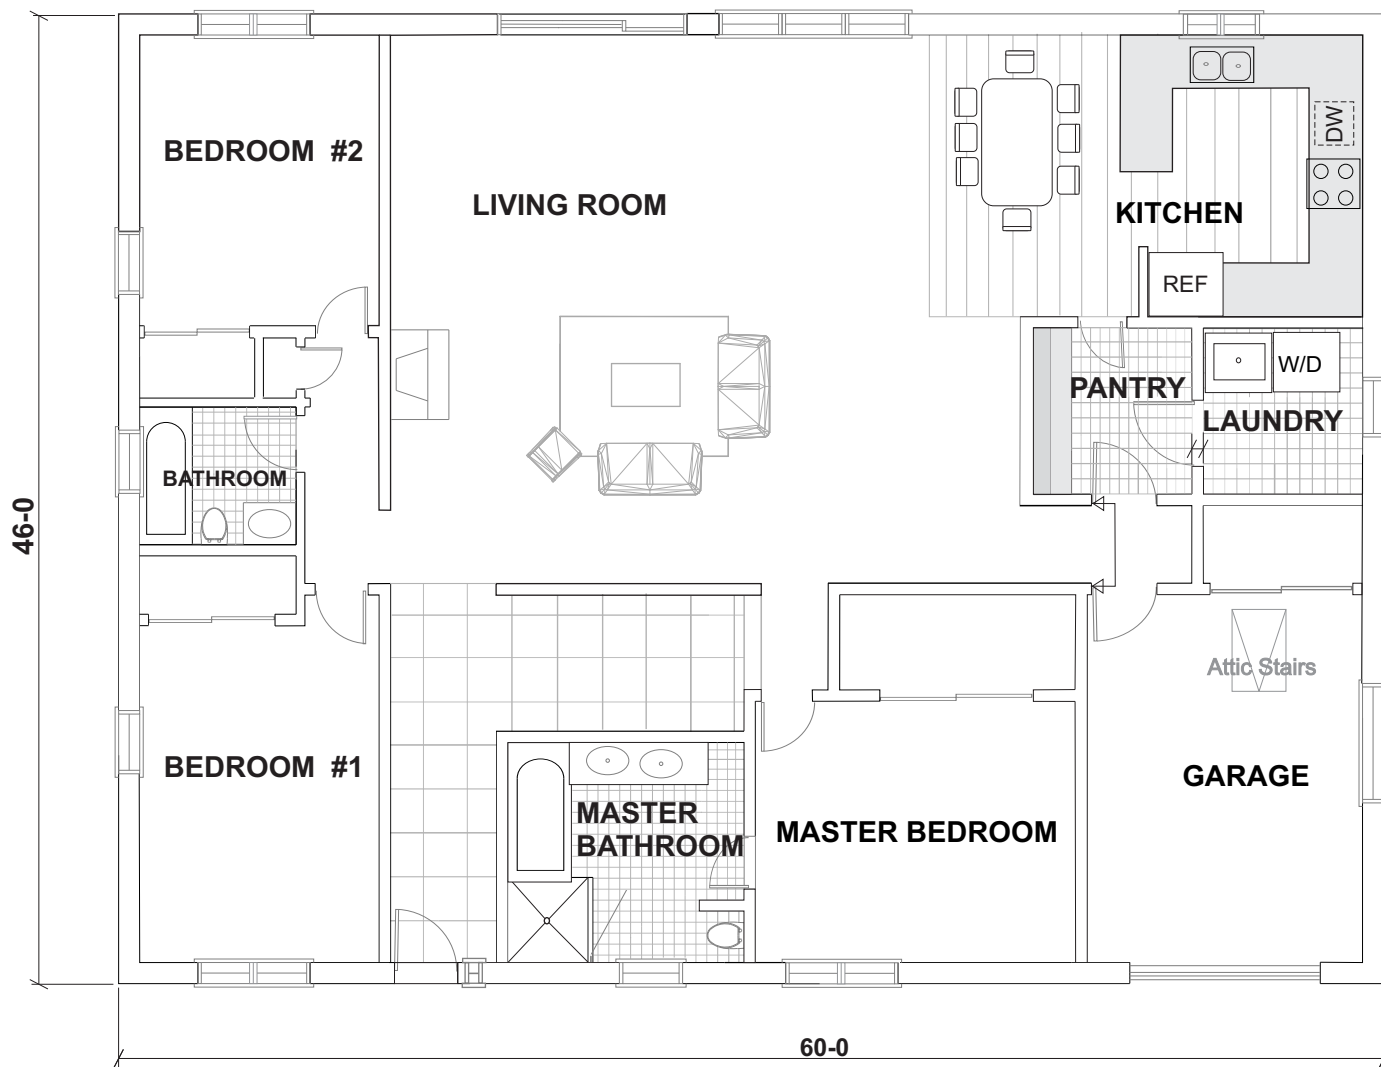 BEDROOM #2
LIVING ROOM
KITCHEN
DW
REF
PANTRY
W/D
LAUNDRY
BATHROOM
46-0
Attic Stairs
BEDROOM #1
GARAGE
MASTER
BATHROOM
MASTER BEDROOM
60-0